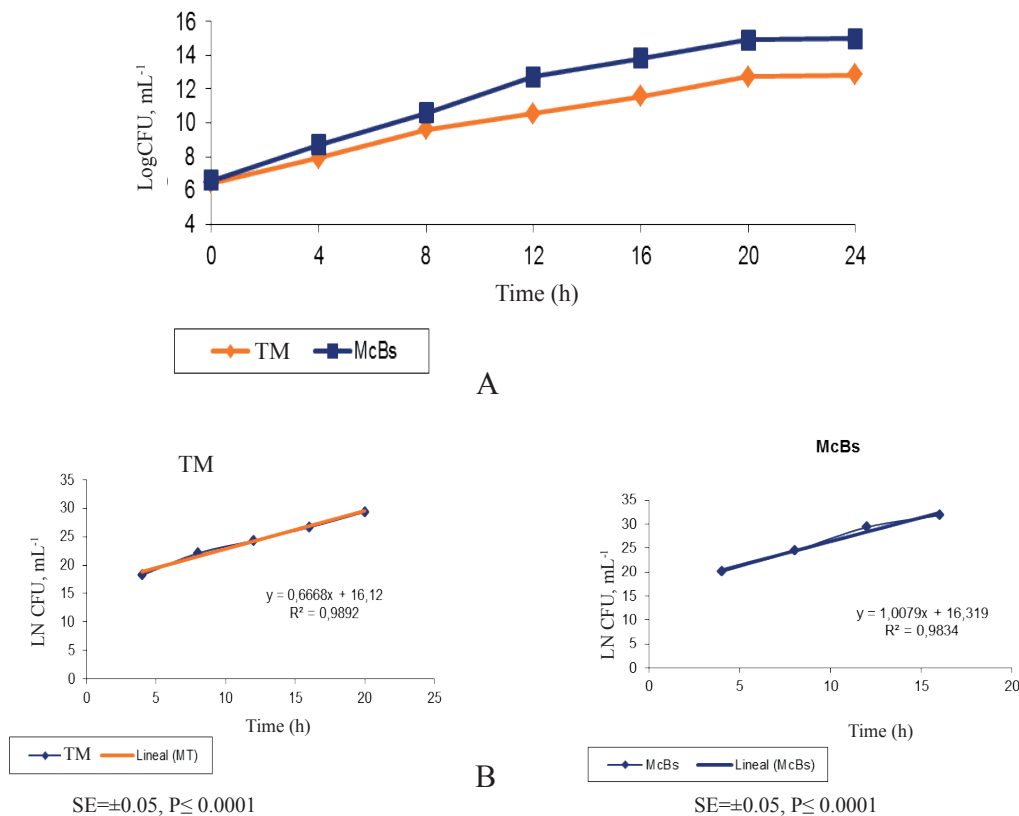 16
14
12
10
8
6
4
LogCFU, mL⁻¹
0 4 8 12 16 20 24
Time (h)
TM McBs
A
TM
35
30
25
20
15
10
5
0
LN CFU, mL⁻¹
y = 0,6668x + 16,12
R² = 0,9892
0 5 10 15 20 25
Time (h)
TM Lineal (MT)
SE=±0.05, P≤ 0.0001
McBs
35
30
25
20
15
10
5
0
LN CFU, mL⁻¹
y = 1,0079x + 16,319
R² = 0,9834
0 5 10 15 20
Time (h)
McBs Lineal (McBs)
B
SE=±0.05, P≤ 0.0001